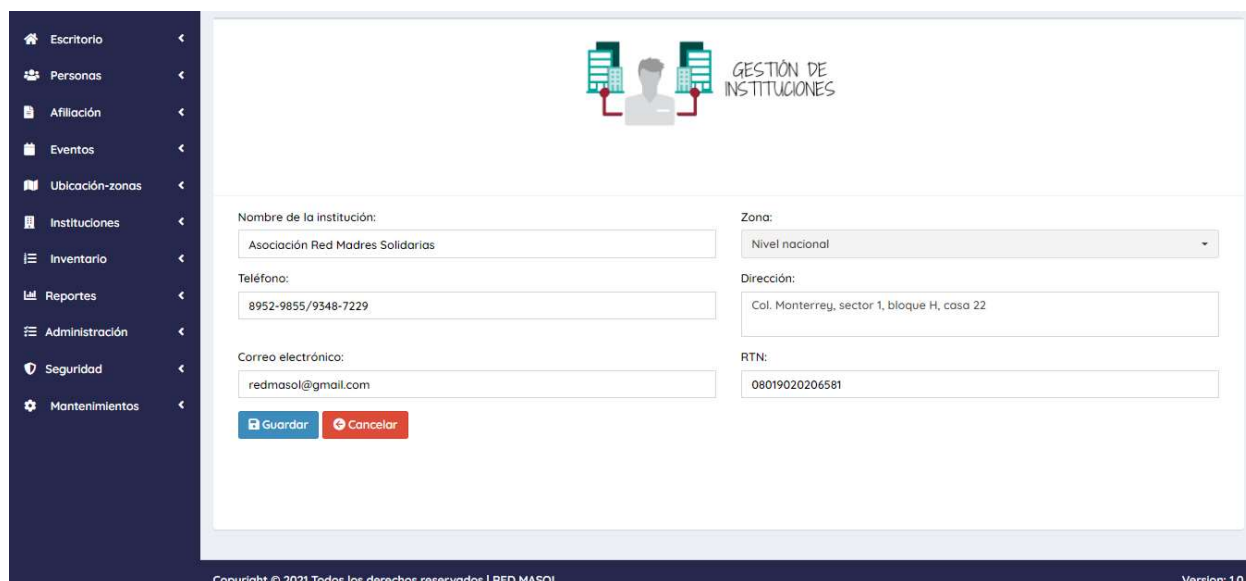 Escritorio
Personas
Afiliación
Eventos
Ubicación-zonas
Instituciones
Inventario
Reportes
Administración
Seguridad
Mantenimientos
GESTIÓN DE
INSTITUCIONES
Nombre de la institución:
Asociación Red Madres Solidarias
Zona:
Nivel nacional
Teléfono:
8952-9855/9348-7229
Dirección:
Col. Monterrey, sector 1, bloque H, casa 22
Correo electrónico:
redmasol@gmail.com
RTN:
08019020206581
Guardar
Cancelar
Copyright © 2021 Todos los derechos reservados | RED MASOL
Version: 1.0